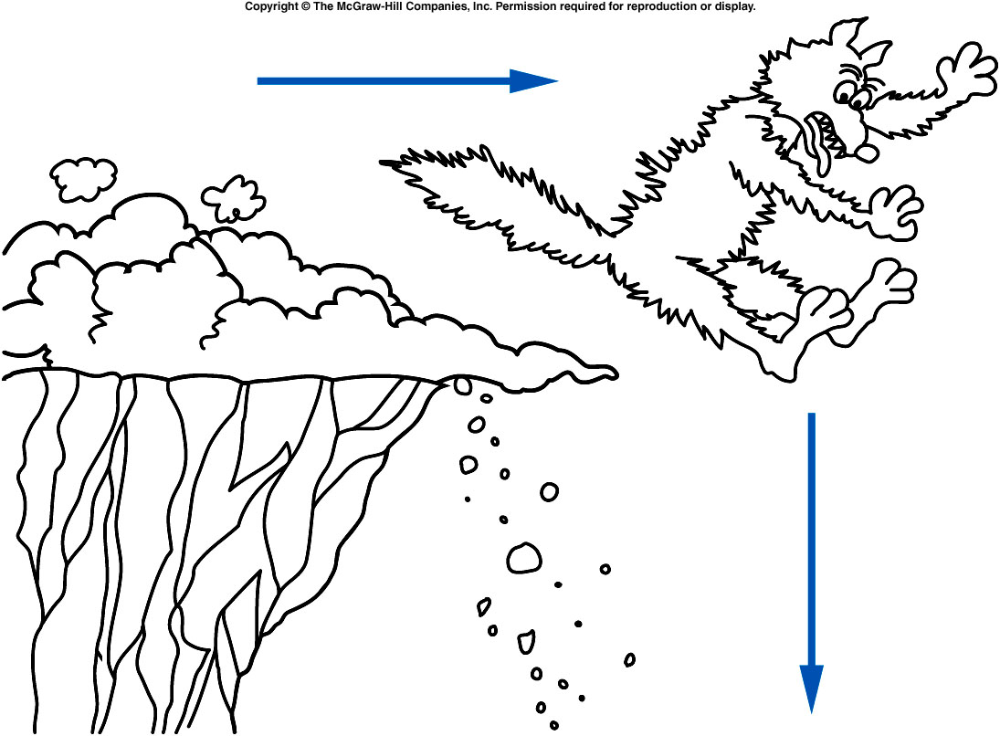 Copyright © The McGraw-Hill Companies, Inc. Permission required for reproduction or display.